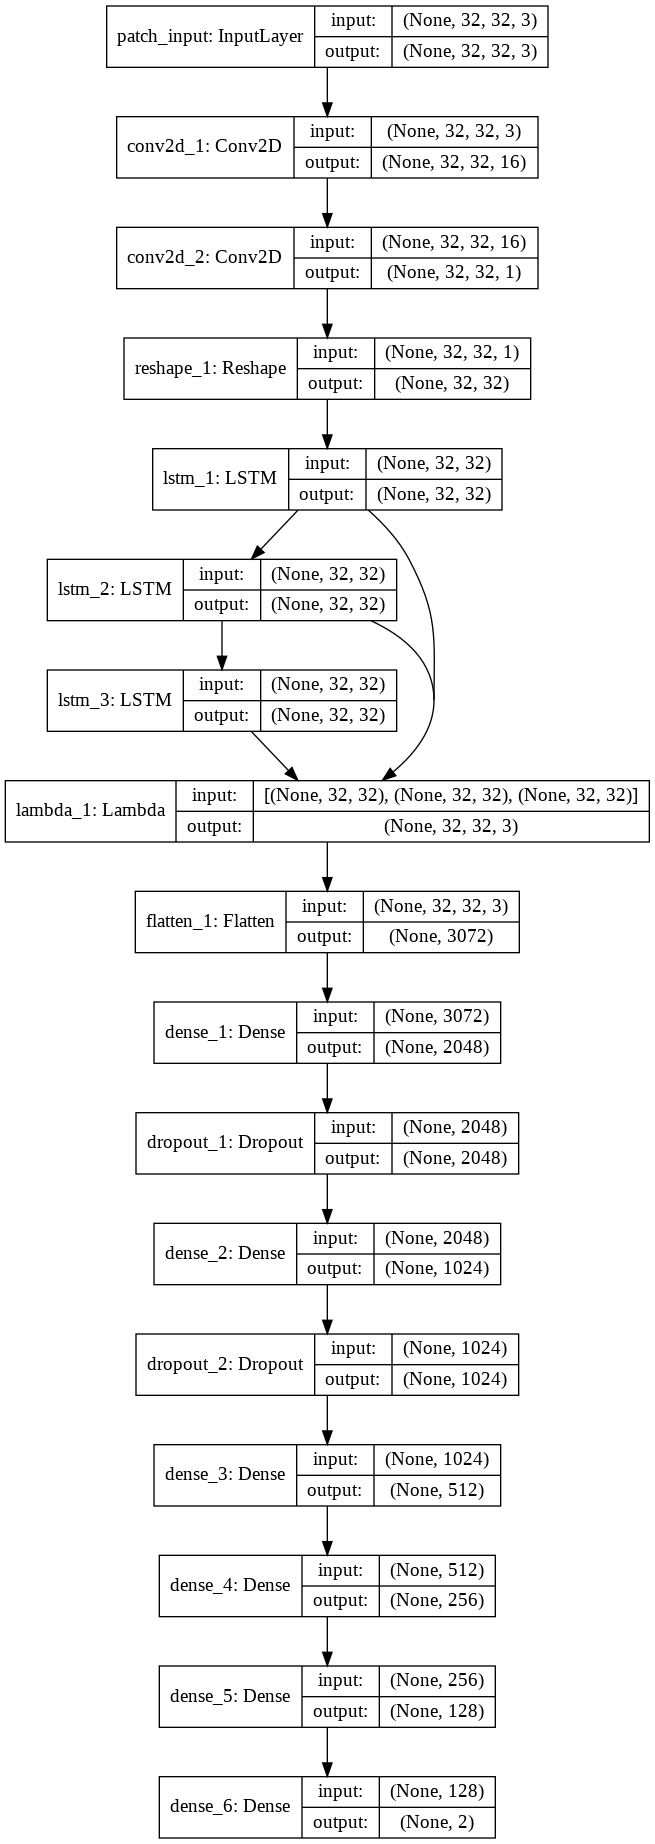 patch_input: InputLayer
input: (None, 32, 32, 3)
output: (None, 32, 32, 3)
conv2d_1: Conv2D
input: (None, 32, 32, 3)
output: (None, 32, 32, 16)
conv2d_2: Conv2D
input: (None, 32, 32, 16)
output: (None, 32, 32, 1)
reshape_1: Reshape
input: (None, 32, 32, 1)
output: (None, 32, 32)
lstm_1: LSTM
input: (None, 32, 32)
output: (None, 32, 32)
lstm_2: LSTM
input: (None, 32, 32)
output: (None, 32, 32)
lstm_3: LSTM
input: (None, 32, 32)
output: (None, 32, 32)
lambda_1: Lambda
input: [(None, 32, 32), (None, 32, 32), (None, 32, 32)]
output: (None, 32, 32, 3)
flatten_1: Flatten
input: (None, 32, 32, 3)
output: (None, 3072)
dense_1: Dense
input: (None, 3072)
output: (None, 2048)
dropout_1: Dropout
input: (None, 2048)
output: (None, 2048)
dense_2: Dense
input: (None, 2048)
output: (None, 1024)
dropout_2: Dropout
input: (None, 1024)
output: (None, 1024)
dense_3: Dense
input: (None, 1024)
output: (None, 512)
dense_4: Dense
input: (None, 512)
output: (None, 256)
dense_5: Dense
input: (None, 256)
output: (None, 128)
dense_6: Dense
input: (None, 128)
output: (None, 2)